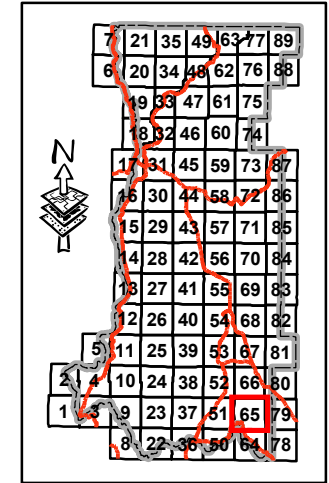 7 21 35 49 63 77 89
6 20 34 48 62 76 88
19 33 47 61 75
18 32 46 60 74
N
17 31 45 59 73 87
16 30 44 58 72 86
15 29 43 57 71 85
14 28 42 56 70 84
13 27 41 55 69 83
12 26 40 54 68 82
5 11 25 39 53 67 81
2 4 10 24 38 52 66 80
1 3 9 23 37 51 65 79
8 22 36 50 64 78